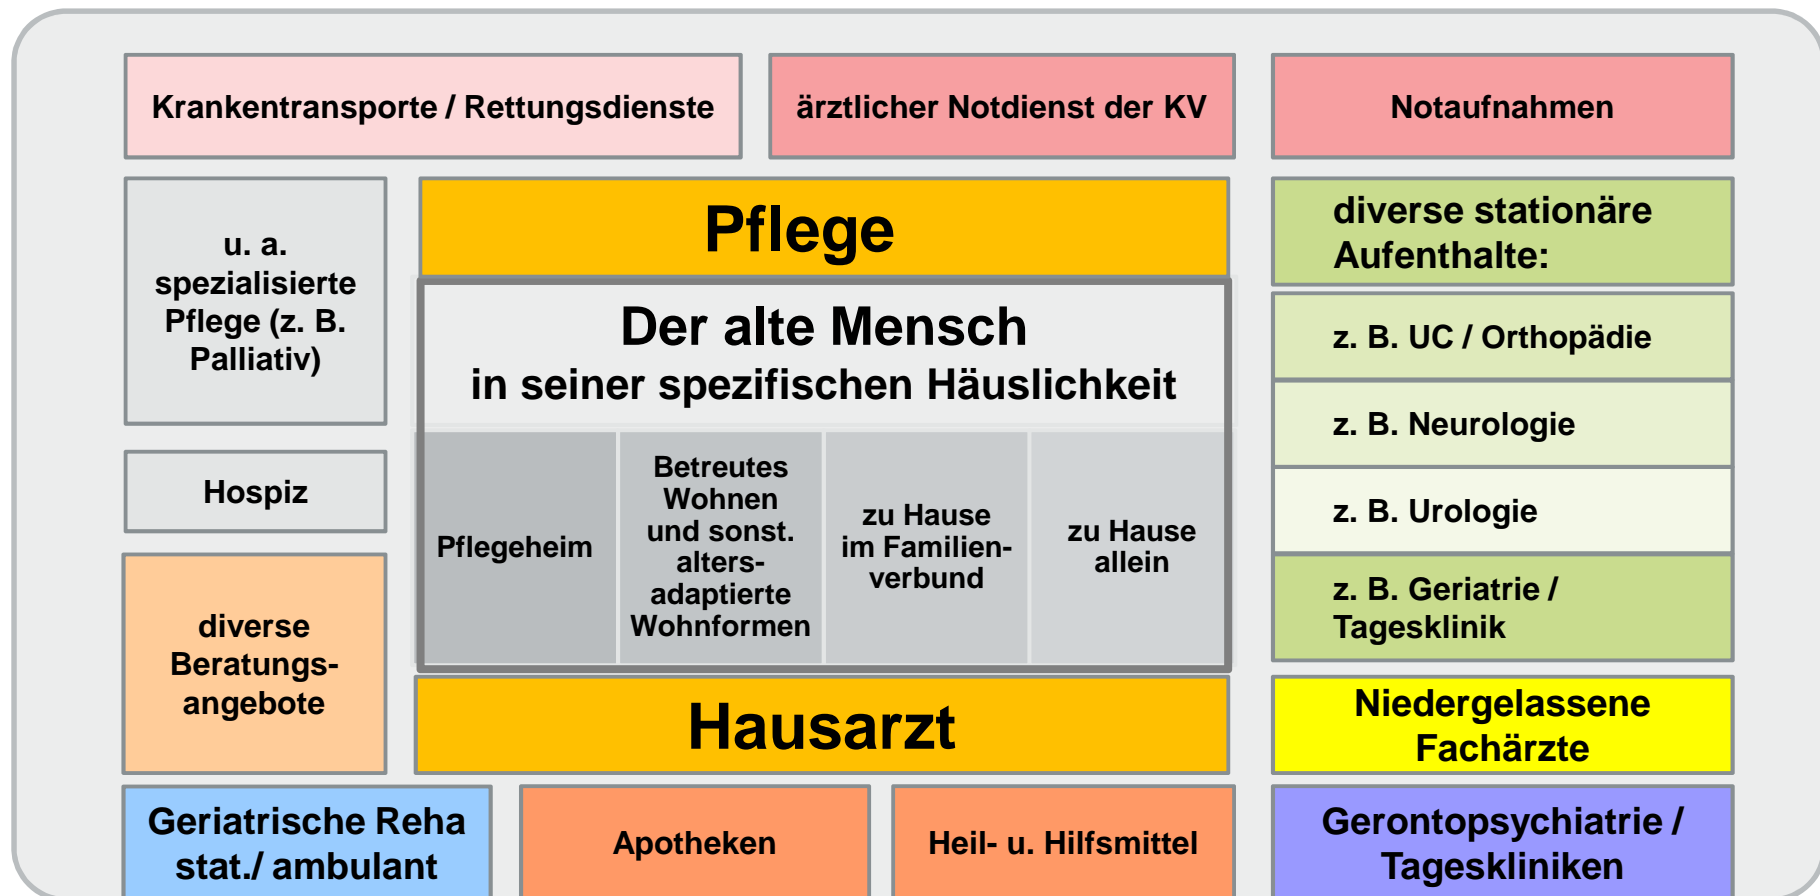 Krankentransporte / Rettungsdienste
ärztlicher Notdienst der KV
Notaufnahmen
u. a.
spezialisierte
Pflege (z. B.
Palliativ)
Hospiz
diverse
Beratungs-
angebote
Pflege
Der alte Mensch
in seiner spezifischen Häuslichkeit
Pflegeheim
Betreutes
Wohnen
und sonst.
alters-
adaptierte
Wohnformen
zu Hause
im Familien-
verbund
zu Hause
allein
Hausarzt
diverse stationäre
Aufenthalte:
z. B. UC / Orthopädie
z. B. Neurologie
z. B. Urologie
z. B. Geriatrie /
Tagesklinik
Niedergelassene
Fachärzte
Geriatrische Reha
stat./ ambulant
Apotheken
Heil- u. Hilfsmittel
Gerontopsychiatrie /
Tageskliniken